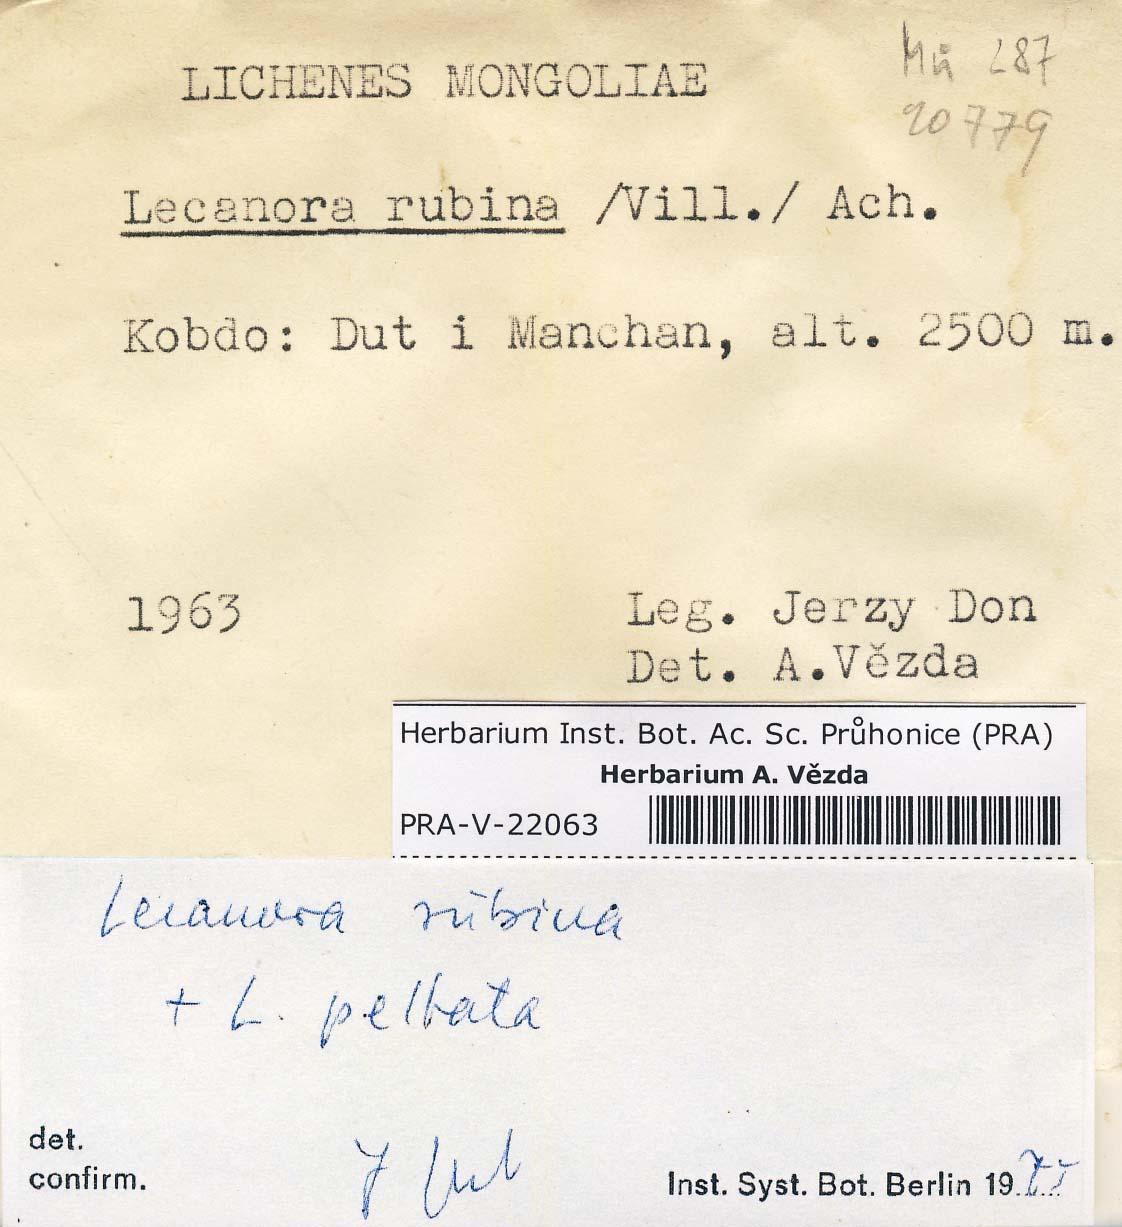 LICHENES MONGOLIAE
20779
Lecanora rubina /Vill./ Ach.
Kobdo: Dut i Manchan, alt. 2500 m.
1963
Leg. Jerzy Don
Det. A.Vězda
Herbarium Inst. Bot. Ac. Sc. Průhonice (PRA)
Herbarium A. Vězda
PRA-V-22063
Lecanora rubina
+ L. peltata
det.
confirm.
Inst. Syst. Bot. Berlin 19